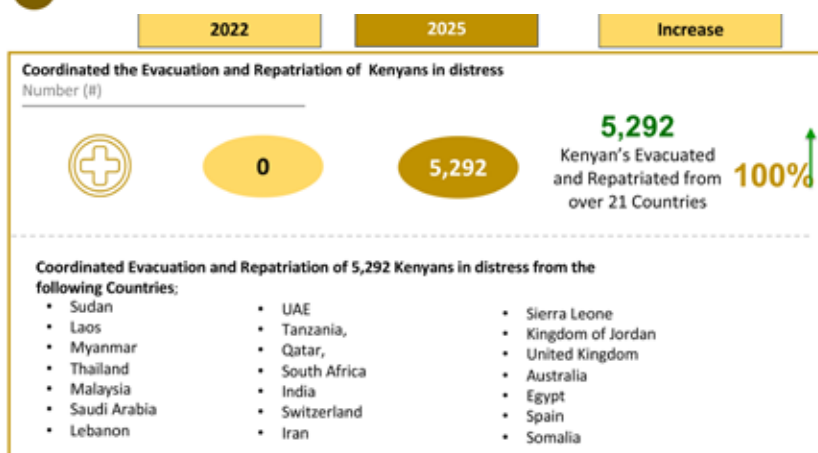 2022
2025
Increase
Coordinated the Evacuation and Repatriation of Kenyans in distress
Number (#)
0
5,292
5,292
Kenyan's Evacuated
and Repatriated from
over 21 Countries
100%
Coordinated Evacuation and Repatriation of 5,292 Kenyans in distress from the
following Countries;
• Sudan
• Laos
• Myanmar
• Thailand
• Malaysia
• Saudi Arabia
• Lebanon
• UAE
• Tanzania,
• Qatar,
• South Africa
• India
• Switzerland
• Iran
• Sierra Leone
• Kingdom of Jordan
• United Kingdom
• Australia
• Egypt
• Spain
• Somalia